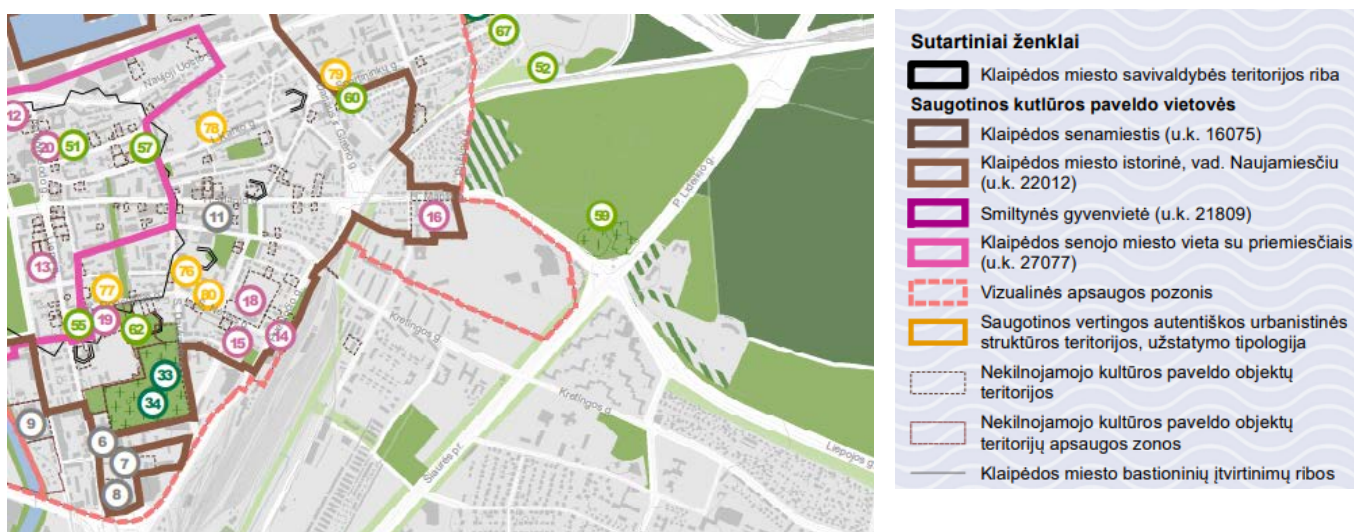 67
52
79
60
Naujoji Uosto
12
20
51
57
78
59
P. Lideikio g.
11
16
13
76
77
80
18
55
19
62
15
14
Kretingos g.
33
34
9
6
7
8
Kretingos g.
Šiaurės pr.
Liepojos g.
Sutartiniai ženklai
Klaipėdos miesto savivaldybės teritorijos riba
Saugotinos kutlūros paveldo vietovės
Klaipėdos senamiestis (u.k. 16075)
Klaipėdos miesto istorinė, vad. Naujamiesčiu
(u.k. 22012)
Smiltynės gyvenvietė (u.k. 21809)
Klaipėdos senojo miesto vieta su priemiesčiais
(u.k. 27077)
Vizualinės apsaugos pozonis
Saugotinos vertingos autentiškos urbanistinės
struktūros teritorijos, užstatymo tipologija
Nekilnojamojo kultūros paveldo objektų
teritorijos
Nekilnojamojo kultūros paveldo objektų
teritorijų apsaugos zonos
Klaipėdos miesto bastioninių įtvirtinimų ribos